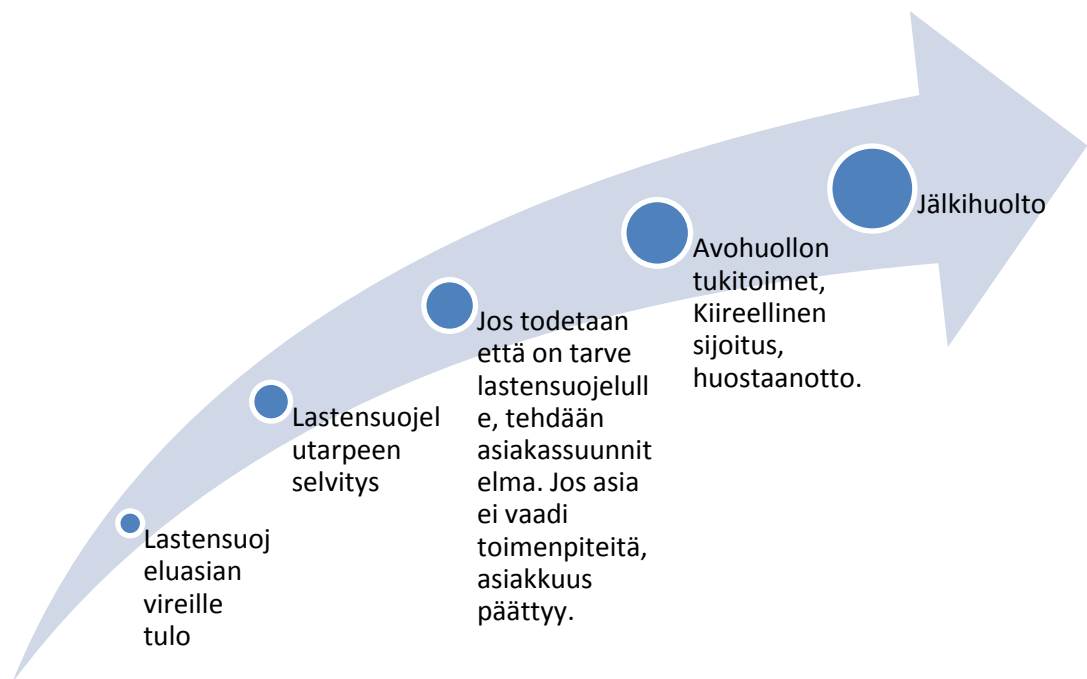 Lastensuoj
eluasian
vireille
tulo
Lastensuojel
utarpeen
selvitys
Jos todetaan
että on tarve
lastensuojelull
e, tehdään
asiakassuunnit
elma. Jos asia
ei vaadi
toimenpiteitä,
asiakkuus
päättyy.
Avohuollon
tukitoimet,
Kiireellinen
sijoitus,
huostaanotto.
Jälkihuolto